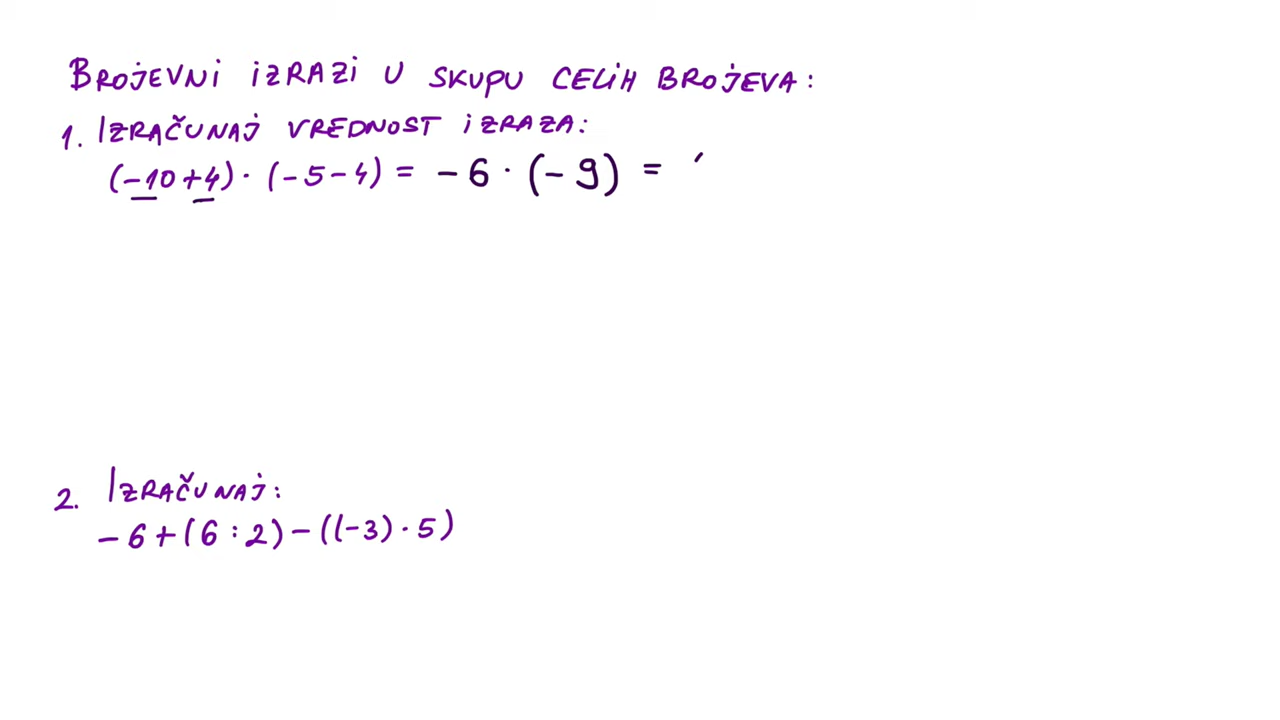 BROJEVNI IZRAZI U SKUPU CELIH BROJEVA:
1. IZRAČUNAJ VREDNOST IZRAZA:
(-10+4)·(-5-4) = -6·(-9) =
2. IZRAČUNAJ:
-6+(6:2)-((-3)·5)